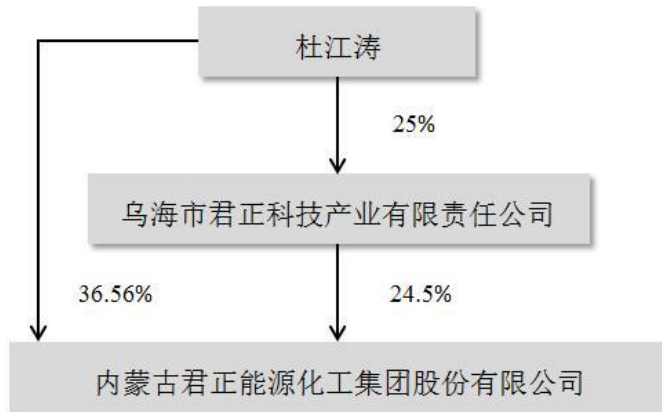 杜江涛
25%
乌海市君正科技产业有限责任公司
36.56%
24.5%
内蒙古君正能源化工集团股份有限公司